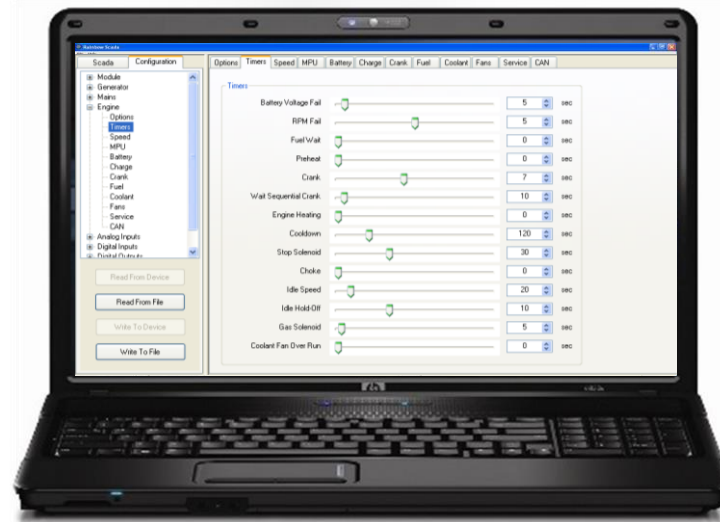 Rainbow Scada
Scada Configuration
Module
Generator
Mains
Engine
Options
Timers
Speed
MPU
Battery
Charge
Crank
Fuel
Coolant
Fans
Service
CAN
Analog Inputs
Digital Inputs
Digital Outputs
Read From Device
Read From File
Write To Device
Write To File
Options Timers Speed MPU Battery Charge Crank Fuel Coolant Fans Service CAN
Timers
Battery Voltage Fail 5 sec
RPM Fail 5 sec
Fuel Wait 0 sec
Preheat 0 sec
Crank 7 sec
Wait Sequential Crank 10 sec
Engine Heating 0 sec
Cooldown 120 sec
Stop Solenoid 30 sec
Choke 0 sec
Idle Speed 20 sec
Idle Hold-Off 10 sec
Gas Solenoid 5 sec
Coolant Fan Over Run 0 sec
hp